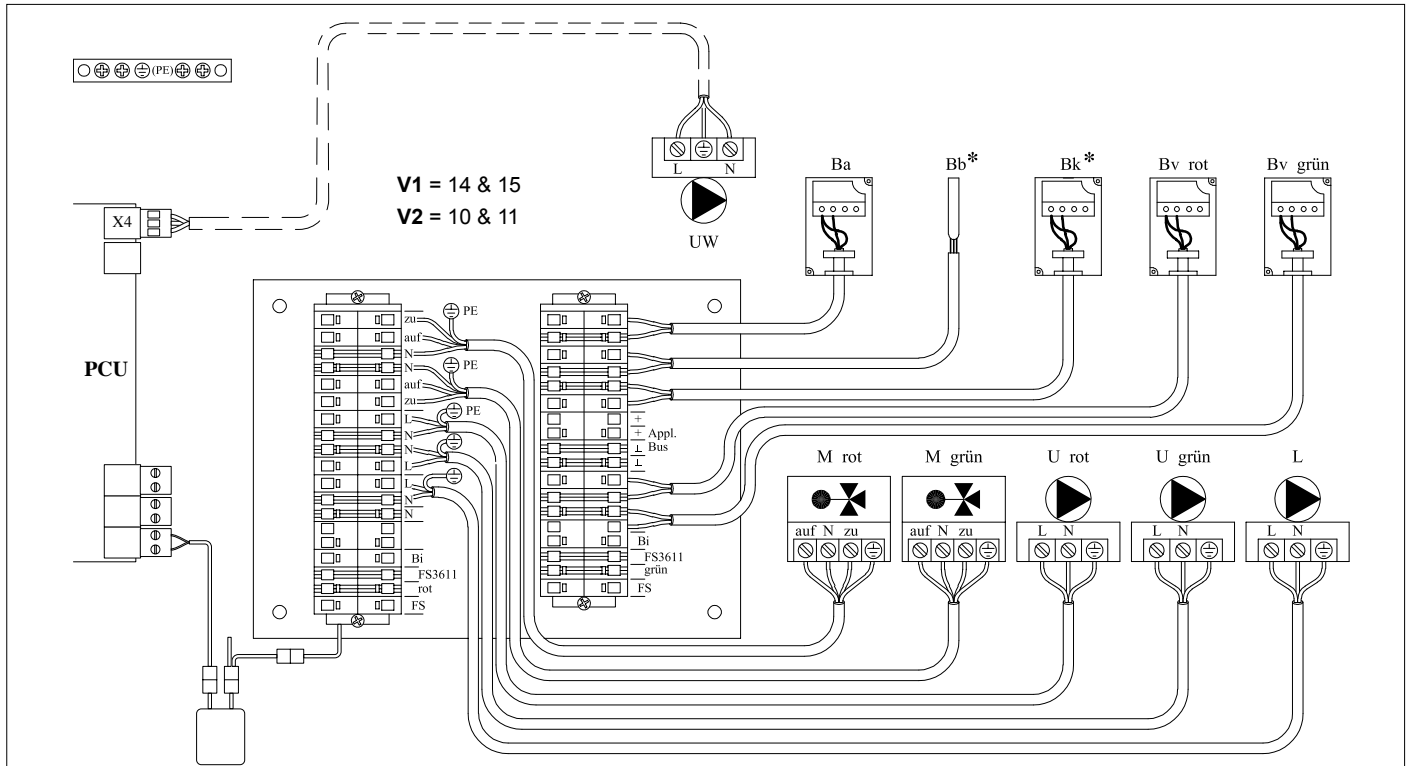 (PE)
L N
UW
V1 = 14 & 15
V2 = 10 & 11
X4
PCU
Ba
Bb*
Bk*
Bv rot
Bv grün
zu
auf
N
N
auf
zu
L
N
N
L
L
N
N
Bi
FS3611
rot
FS
PE
PE
PE
+
+
Appl.
Bus
⊥
⊥
Bi
FS3611
grün
FS
M rot
auf N zu
M grün
auf N zu
U rot
L N
U grün
L N
L
L N